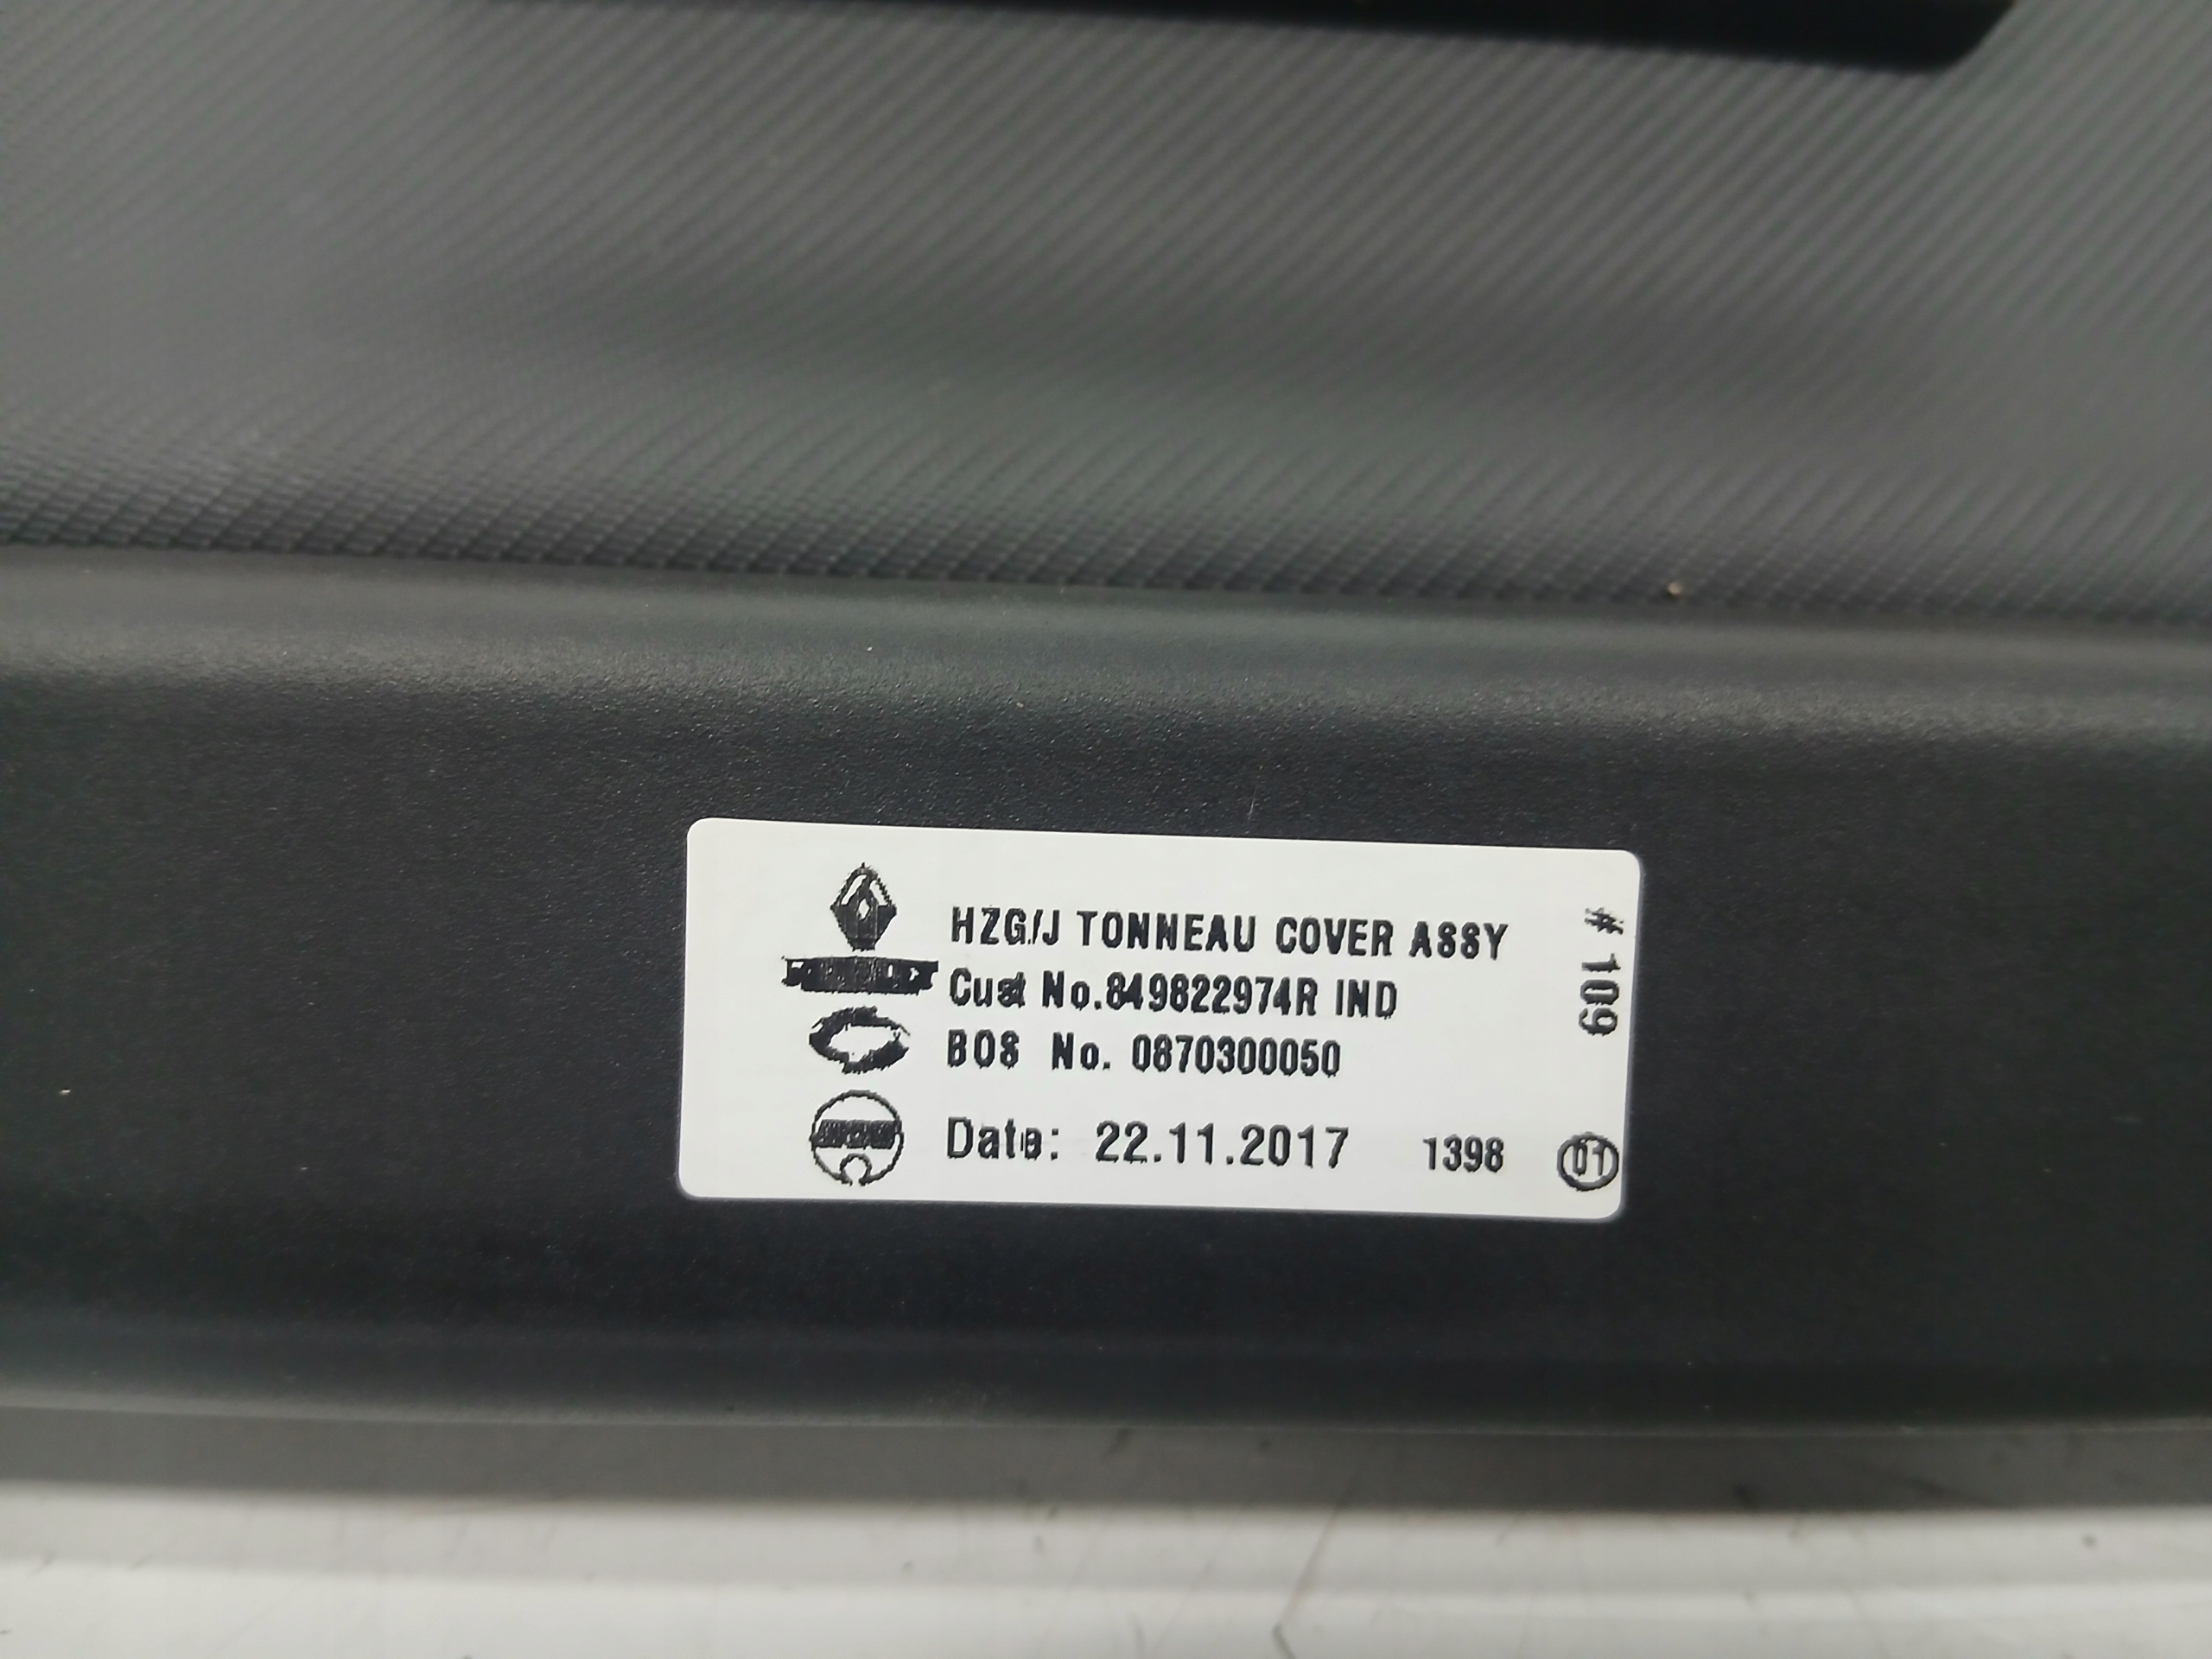 HZG/J TONNEAU COVER ASSY
Cust No.849822974R IND
BOS No. 0870300050
Date: 22.11.2017 1398 01
# 109